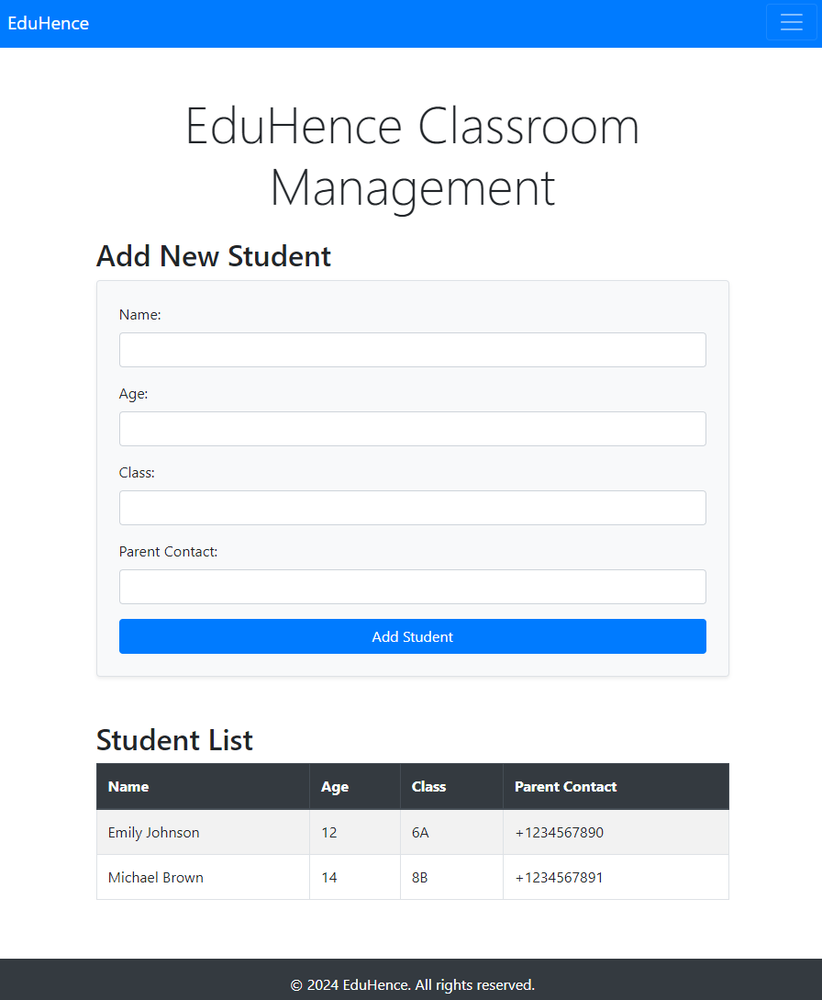 EduHence
EduHence Classroom
Management
Add New Student
Name:
Age:
Class:
Parent Contact:
Add Student
Student List
Name Age Class Parent Contact
Emily Johnson 12 6A +1234567890
Michael Brown 14 8B +1234567891
© 2024 EduHence. All rights reserved.